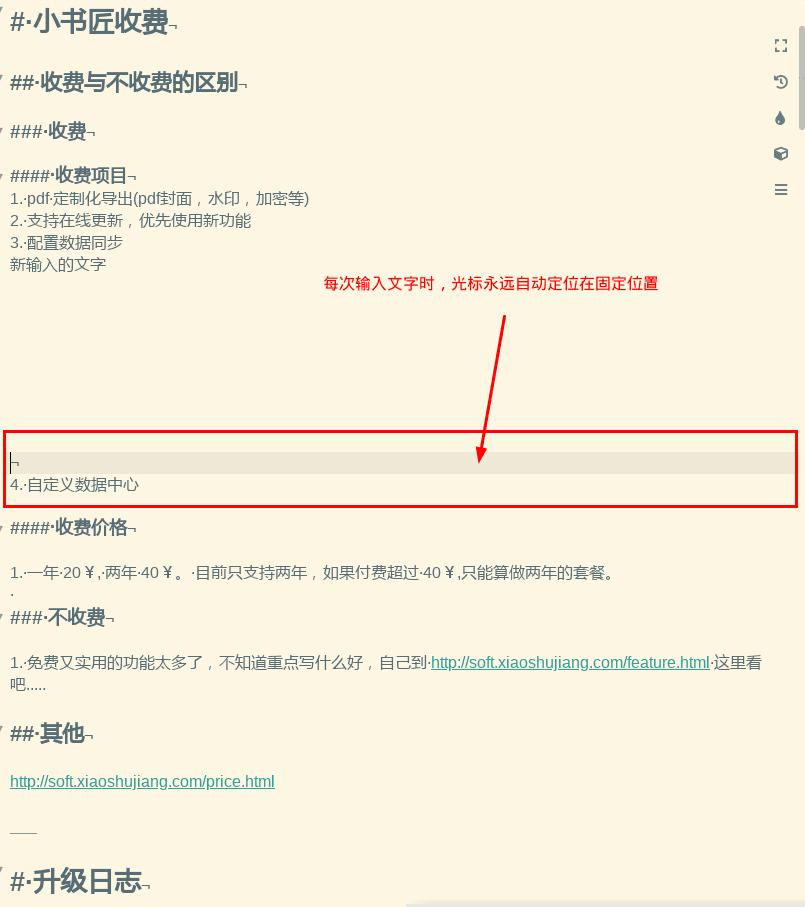 #·小书匠收费¬
##·收费与不收费的区别¬
###·收费¬
####·收费项目¬
1.·pdf·定制化导出(pdf封面，水印，加密等)
2.·支持在线更新，优先使用新功能
3.·配置数据同步
新输入的文字
每次输入文字时，光标永远自动定位在固定位置
¬
4.·自定义数据中心
####·收费价格¬
1.·一年·20￥,·两年·40￥。·目前只支持两年，如果付费超过·40￥,只能算做两年的套餐。
·
###·不收费¬
1.·免费又实用的功能太多了，不知道重点写什么好，自己到·http://soft.xiaoshujiang.com/feature.html·这里看
吧.....
##·其他¬
http://soft.xiaoshujiang.com/price.html
___
#·升级日志¬